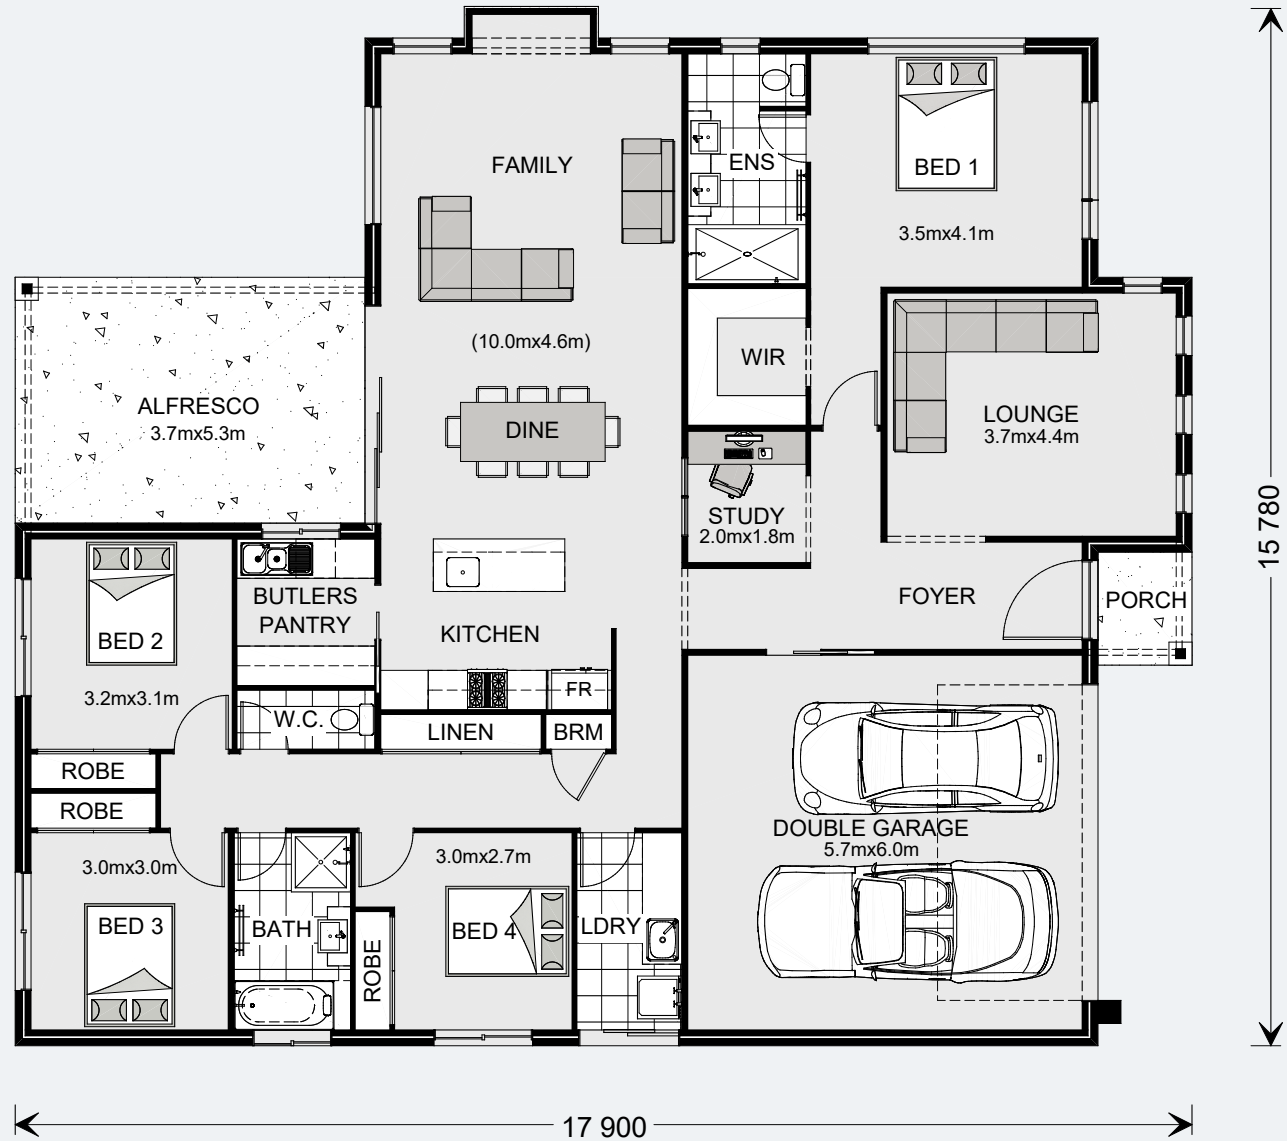 FAMILY
ENS
BED 1
3.5mx4.1m
(10.0mx4.6m)
WIR
ALFRESCO
3.7mx5.3m
DINE
LOUNGE
3.7mx4.4m
STUDY
2.0mx1.8m
15 780
BUTLERS
PANTRY
FOYER
PORCH
BED 2
KITCHEN
3.2mx3.1m
FR
W.C.
LINEN
BRM
ROBE
ROBE
DOUBLE GARAGE
5.7mx6.0m
3.0mx3.0m
3.0mx2.7m
BED 3
BATH
BED 4
LDRY
ROBE
17 900